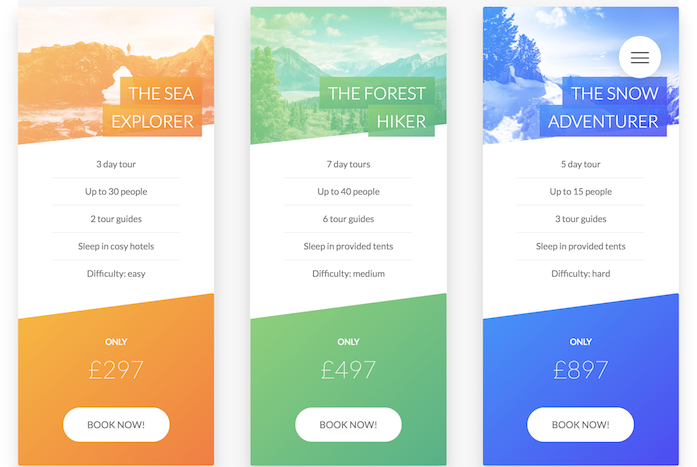 THE SEA
EXPLORER
3 day tour
Up to 30 people
2 tour guides
Sleep in cosy hotels
Difficulty: easy
ONLY
£297
BOOK NOW!
THE FOREST
HIKER
7 day tours
Up to 40 people
6 tour guides
Sleep in provided tents
Difficulty: medium
ONLY
£497
BOOK NOW!
THE SNOW
ADVENTURER
5 day tour
Up to 15 people
3 tour guides
Sleep in provided tents
Difficulty: hard
ONLY
£897
BOOK NOW!